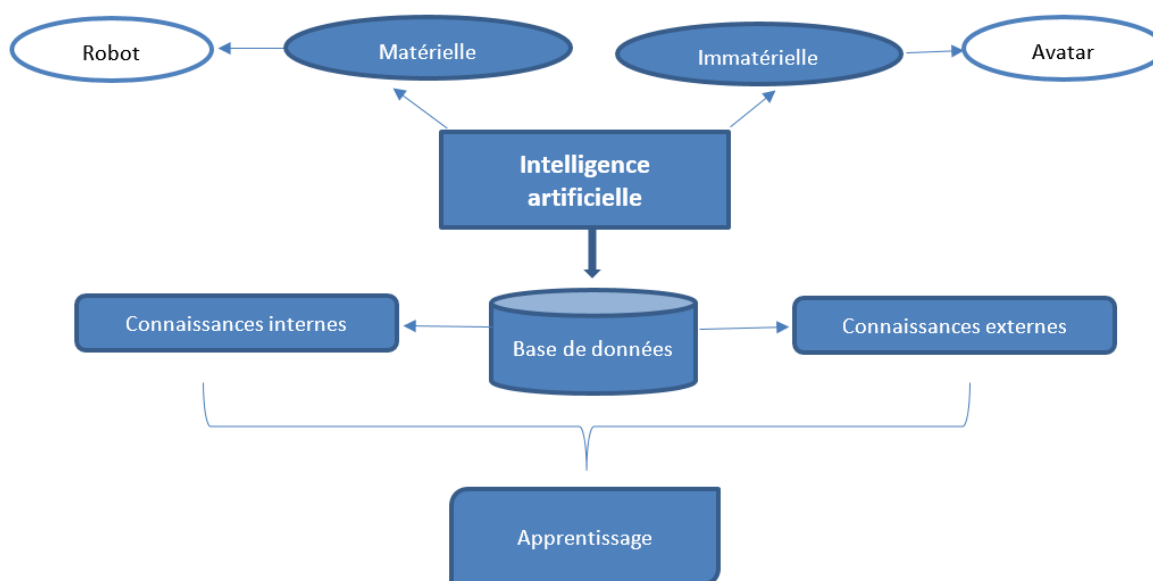 Robot
Matérielle
Immatérielle
Avatar
Intelligence
artificielle
Connaissances internes
Base de données
Connaissances externes
Apprentissage